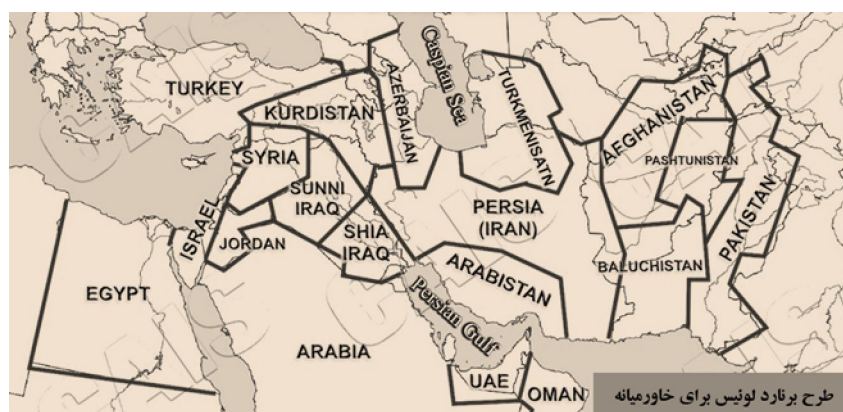 Caspian Sea
TURKEY
AZERBAIJAN
TURKMENISATN
KURDISTAN
AFGHANISTAN
SYRIA
PASHTUNISTAN
SUNNI
IRAQ
PERSIA
(IRAN)
ISRAEL
PAKISTAN
JORDAN
SHIA
IRAQ
BALUCHISTAN
ARABISTAN
EGYPT
Persian Gulf
ARABIA
UAE
OMAN
طرح برنارد لوئیس برای خاورمیانه